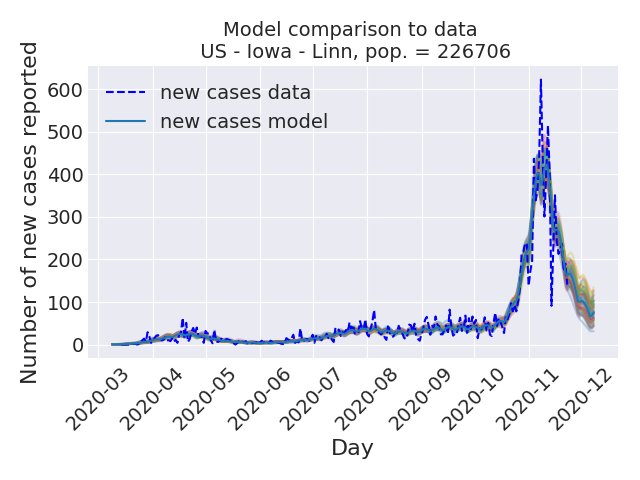 Model comparison to data
US - Iowa - Linn, pop. = 226706
Number of new cases reported
600
500
400
300
200
100
0
new cases data
new cases model
2020-03
2020-04
2020-05
2020-06
2020-07
2020-08
2020-09
2020-10
2020-11
2020-12
Day